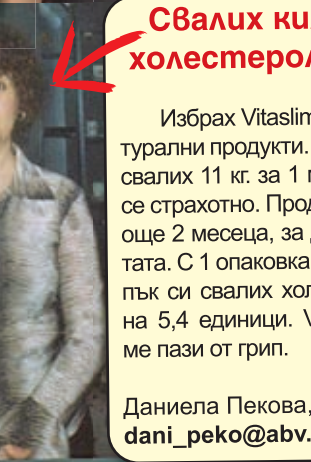 Свалих ки
холестерол
Избрах Vitaslim
турални продукти.
свалих 11 кг. за 1 м
се страхотно. Прод
още 2 месеца, за д
тата. С 1 опаковка
пък си свалих хол
на 5,4 единици. V
ме пази от грип.
Даниела Пекова,
dani_peko@abv.